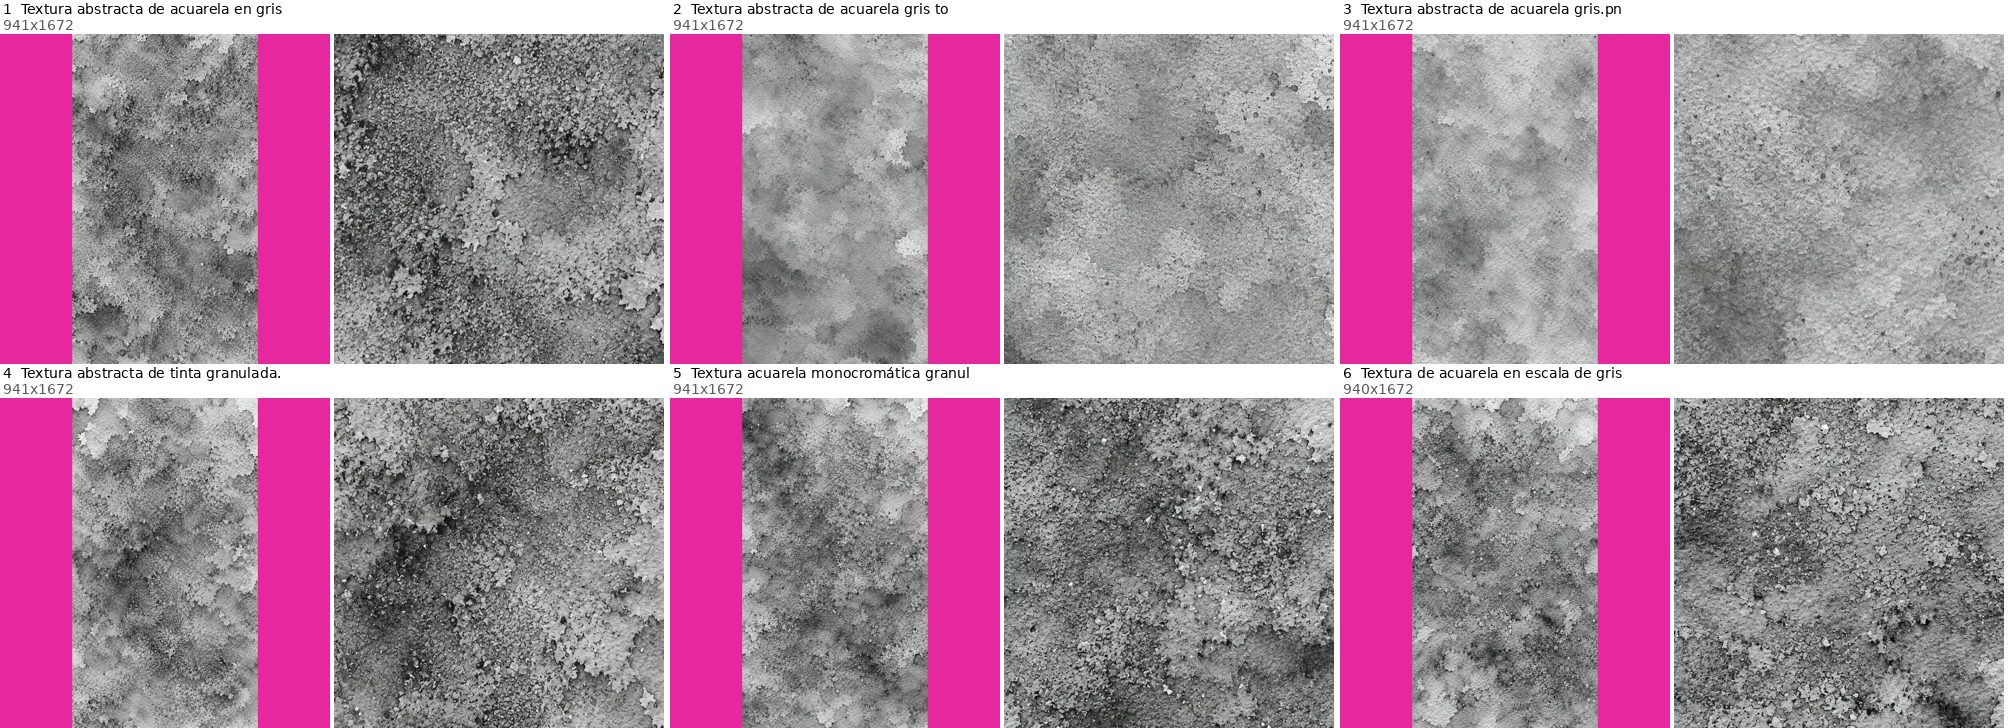 1 Textura abstracta de acuarela en gris
941x1672
2 Textura abstracta de acuarela gris to
941x1672
3 Textura abstracta de acuarela gris.pn
941x1672
4 Textura abstracta de tinta granulada.
941x1672
5 Textura acuarela monocromática granul
941x1672
6 Textura de acuarela en escala de gris
940x1672